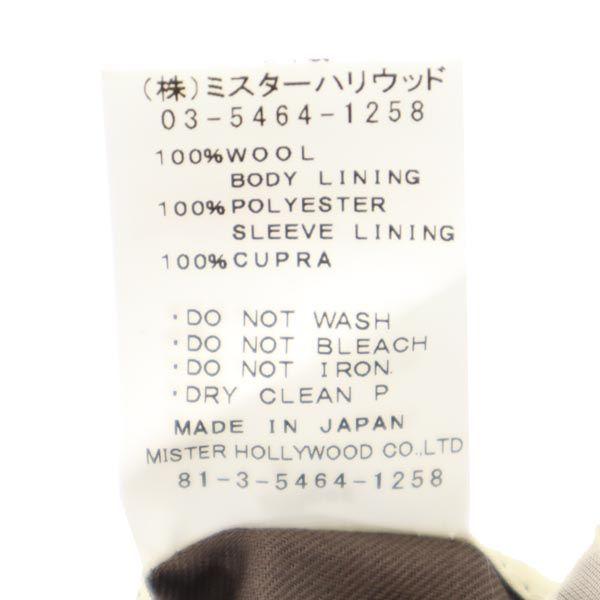 (株)ミスターハリウッド
03-5464-1258
100%WOOL
BODY LINING
100%POLYESTER
SLEEVE LINING
100%CUPRA
・DO NOT WASH
・DO NOT BLEACH
・DO NOT IRON
・DRY CLEAN P
MADE IN JAPAN
MISTER HOLLYWOOD CO.,LTD
81-3-5464-1258